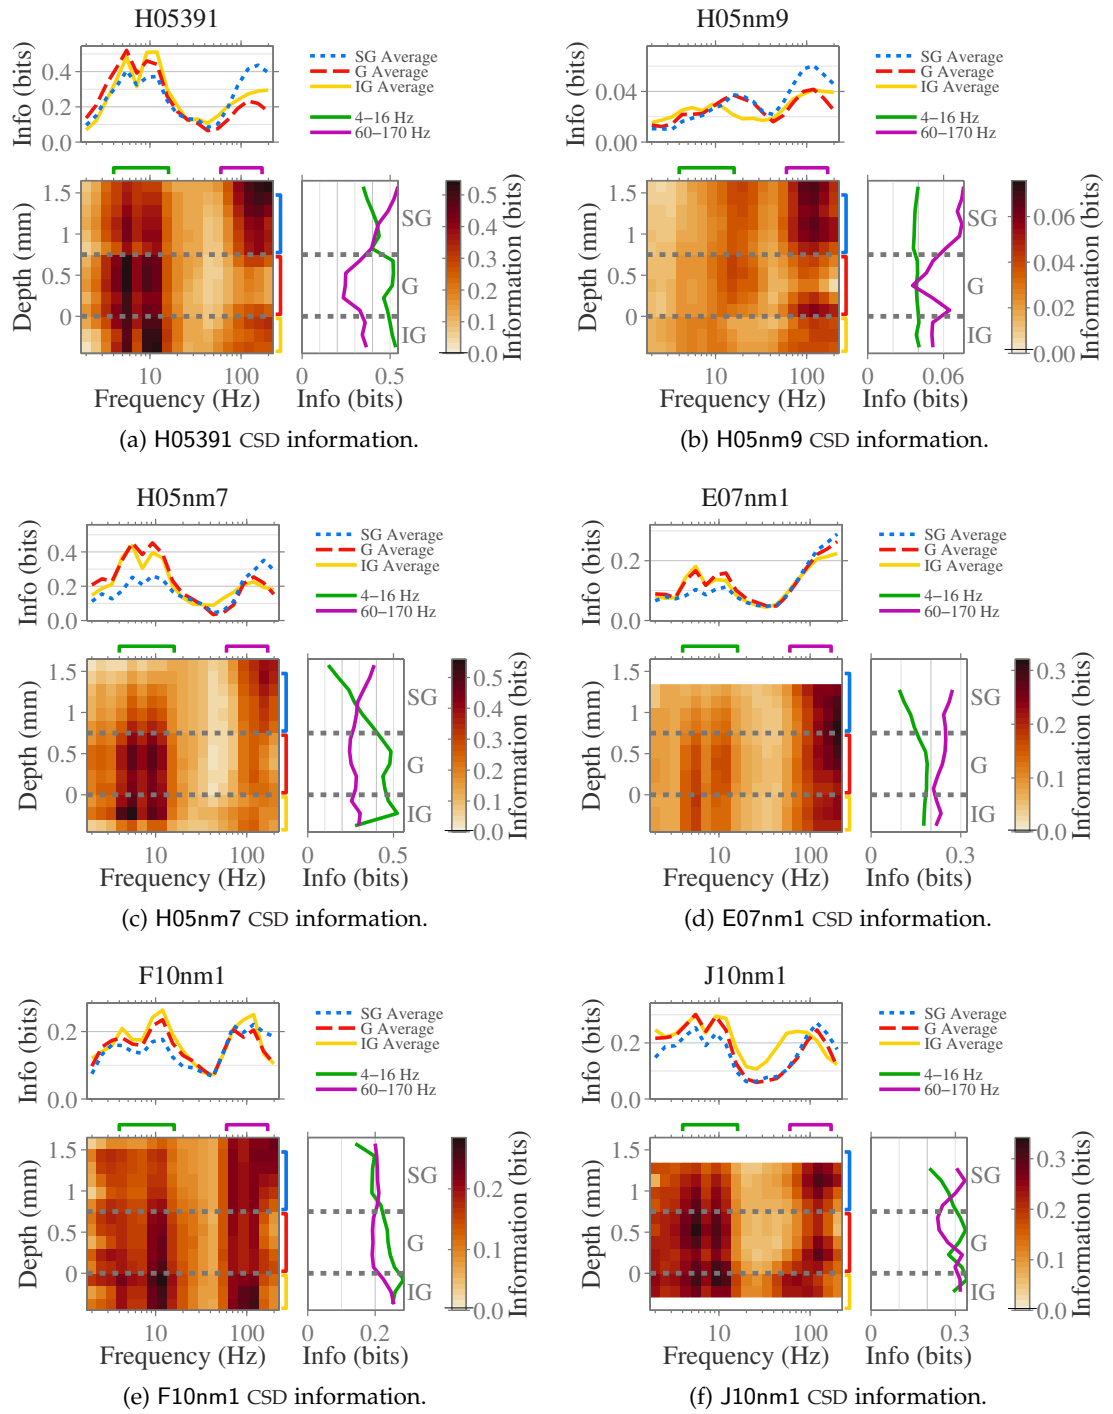 H05391
Info (bits)
0.4
0.2
0.0
SG Average
G Average
IG Average
4–16 Hz
60–170 Hz
Depth (mm)
1.5
1
0.5
0
10
100
Frequency (Hz)
SG
G
IG
0
0.5
Info (bits)
0.5
0.4
0.3
0.2
0.1
0.0
Information (bits)
(a) H05391 CSD information.
H05nm9
Info (bits)
0.04
0.00
SG Average
G Average
IG Average
4–16 Hz
60–170 Hz
Depth (mm)
1.5
1
0.5
0
10
100
Frequency (Hz)
SG
G
IG
0
0.06
Info (bits)
0.06
0.04
0.02
0.00
Information (bits)
(b) H05nm9 CSD information.
H05nm7
Info (bits)
0.4
0.2
0.0
SG Average
G Average
IG Average
4–16 Hz
60–170 Hz
Depth (mm)
1.5
1
0.5
0
10
100
Frequency (Hz)
SG
G
IG
0
0.5
Info (bits)
0.5
0.4
0.3
0.2
0.1
0.0
Information (bits)
(c) H05nm7 CSD information.
E07nm1
Info (bits)
0.2
0.0
SG Average
G Average
IG Average
4–16 Hz
60–170 Hz
Depth (mm)
1.5
1
0.5
0
10
100
Frequency (Hz)
SG
G
IG
0
0.3
Info (bits)
0.3
0.2
0.1
0.0
Information (bits)
(d) E07nm1 CSD information.
F10nm1
Info (bits)
0.2
0.0
SG Average
G Average
IG Average
4–16 Hz
60–170 Hz
Depth (mm)
1.5
1
0.5
0
10
100
Frequency (Hz)
SG
G
IG
0
0.2
Info (bits)
0.2
0.1
0.0
Information (bits)
(e) F10nm1 CSD information.
J10nm1
Info (bits)
0.2
0.0
SG Average
G Average
IG Average
4–16 Hz
60–170 Hz
Depth (mm)
1.5
1
0.5
0
10
100
Frequency (Hz)
SG
G
IG
0
0.3
Info (bits)
0.3
0.2
0.1
0.0
Information (bits)
(f) J10nm1 CSD information.